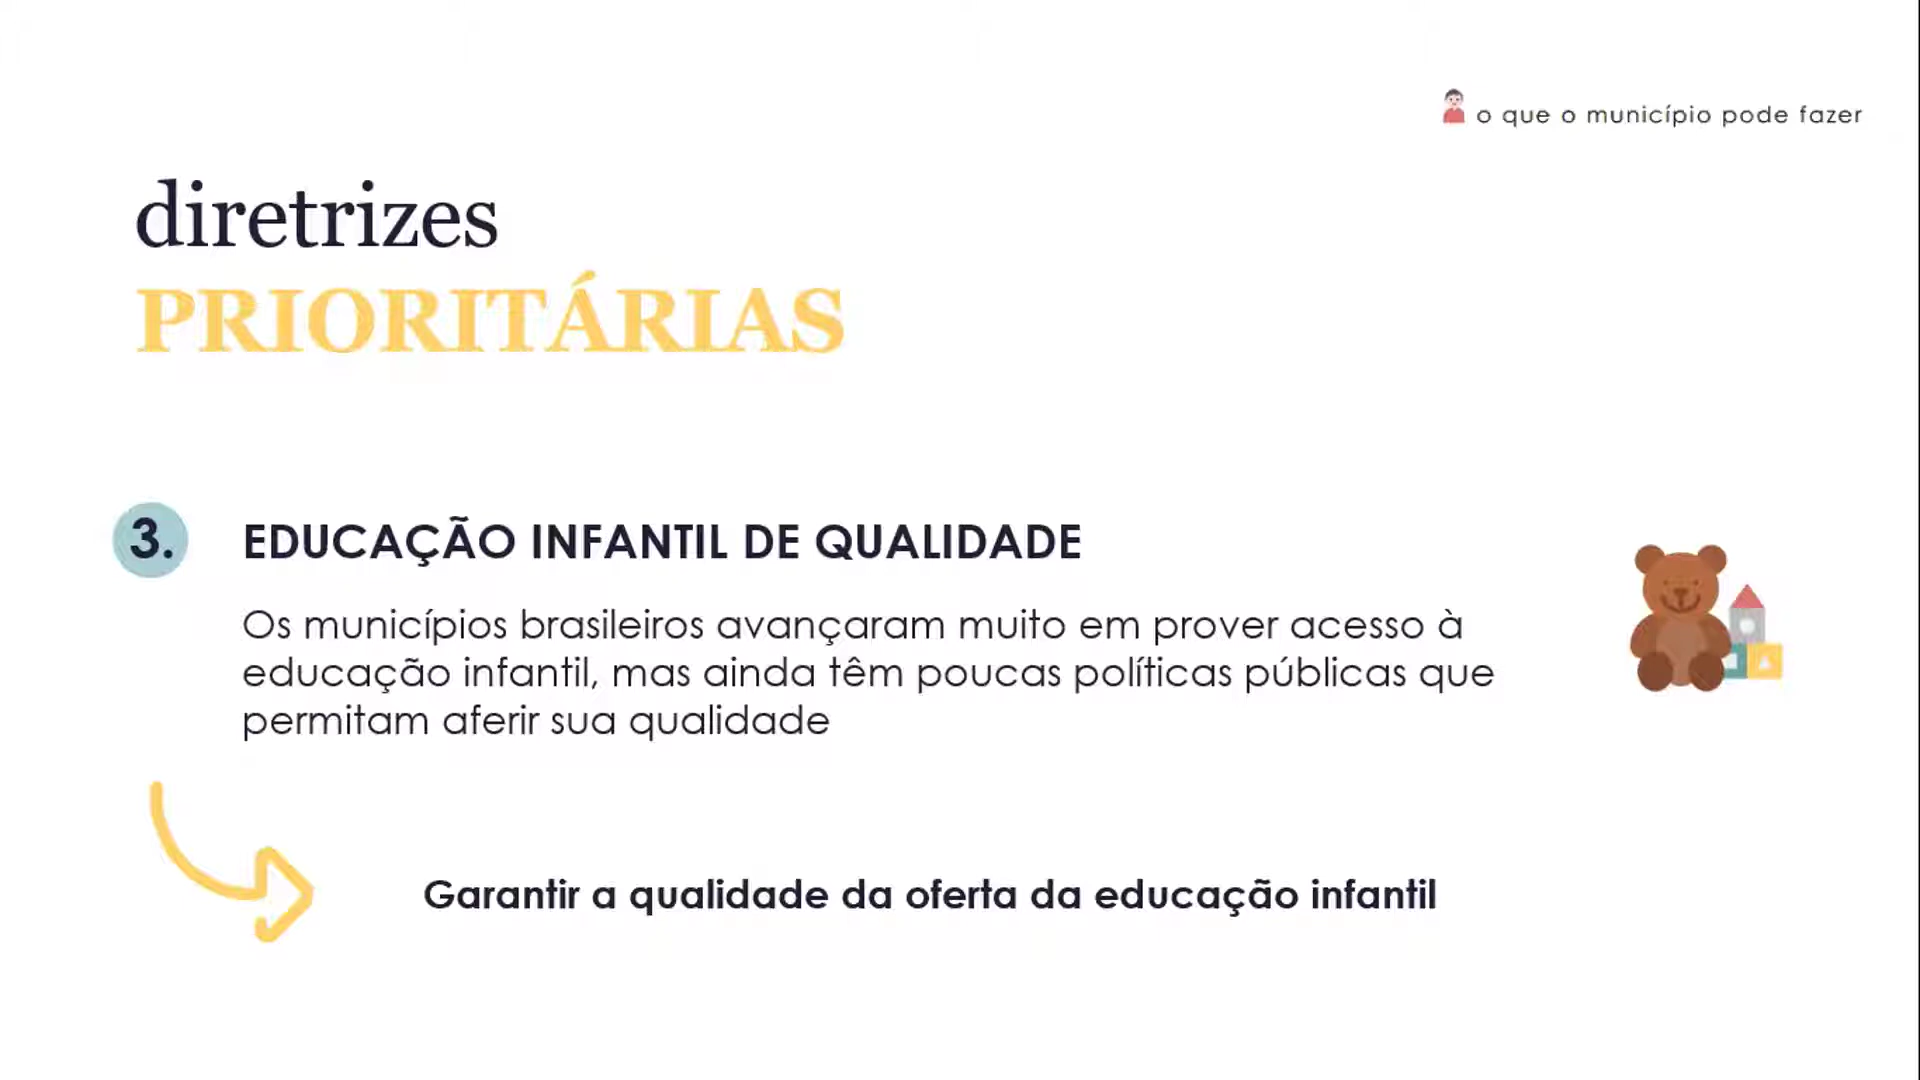 o que o município pode fazer
diretrizes
PRIORITÁRIAS
3. EDUCAÇÃO INFANTIL DE QUALIDADE
Os municípios brasileiros avançaram muito em prover acesso à
educação infantil, mas ainda têm poucas políticas públicas que
permitam aferir sua qualidade
Garantir a qualidade da oferta da educação infantil